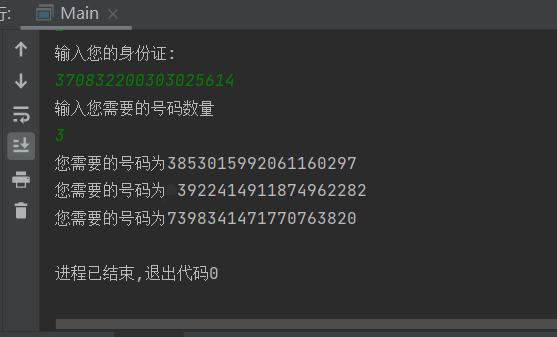 行: Main
输入您的身份证:
370832200303025614
输入您需要的号码数量
3
您需要的号码为3853015992061160297
您需要的号码为 3922414911874962282
您需要的号码为7398341471770763820
进程已结束,退出代码0